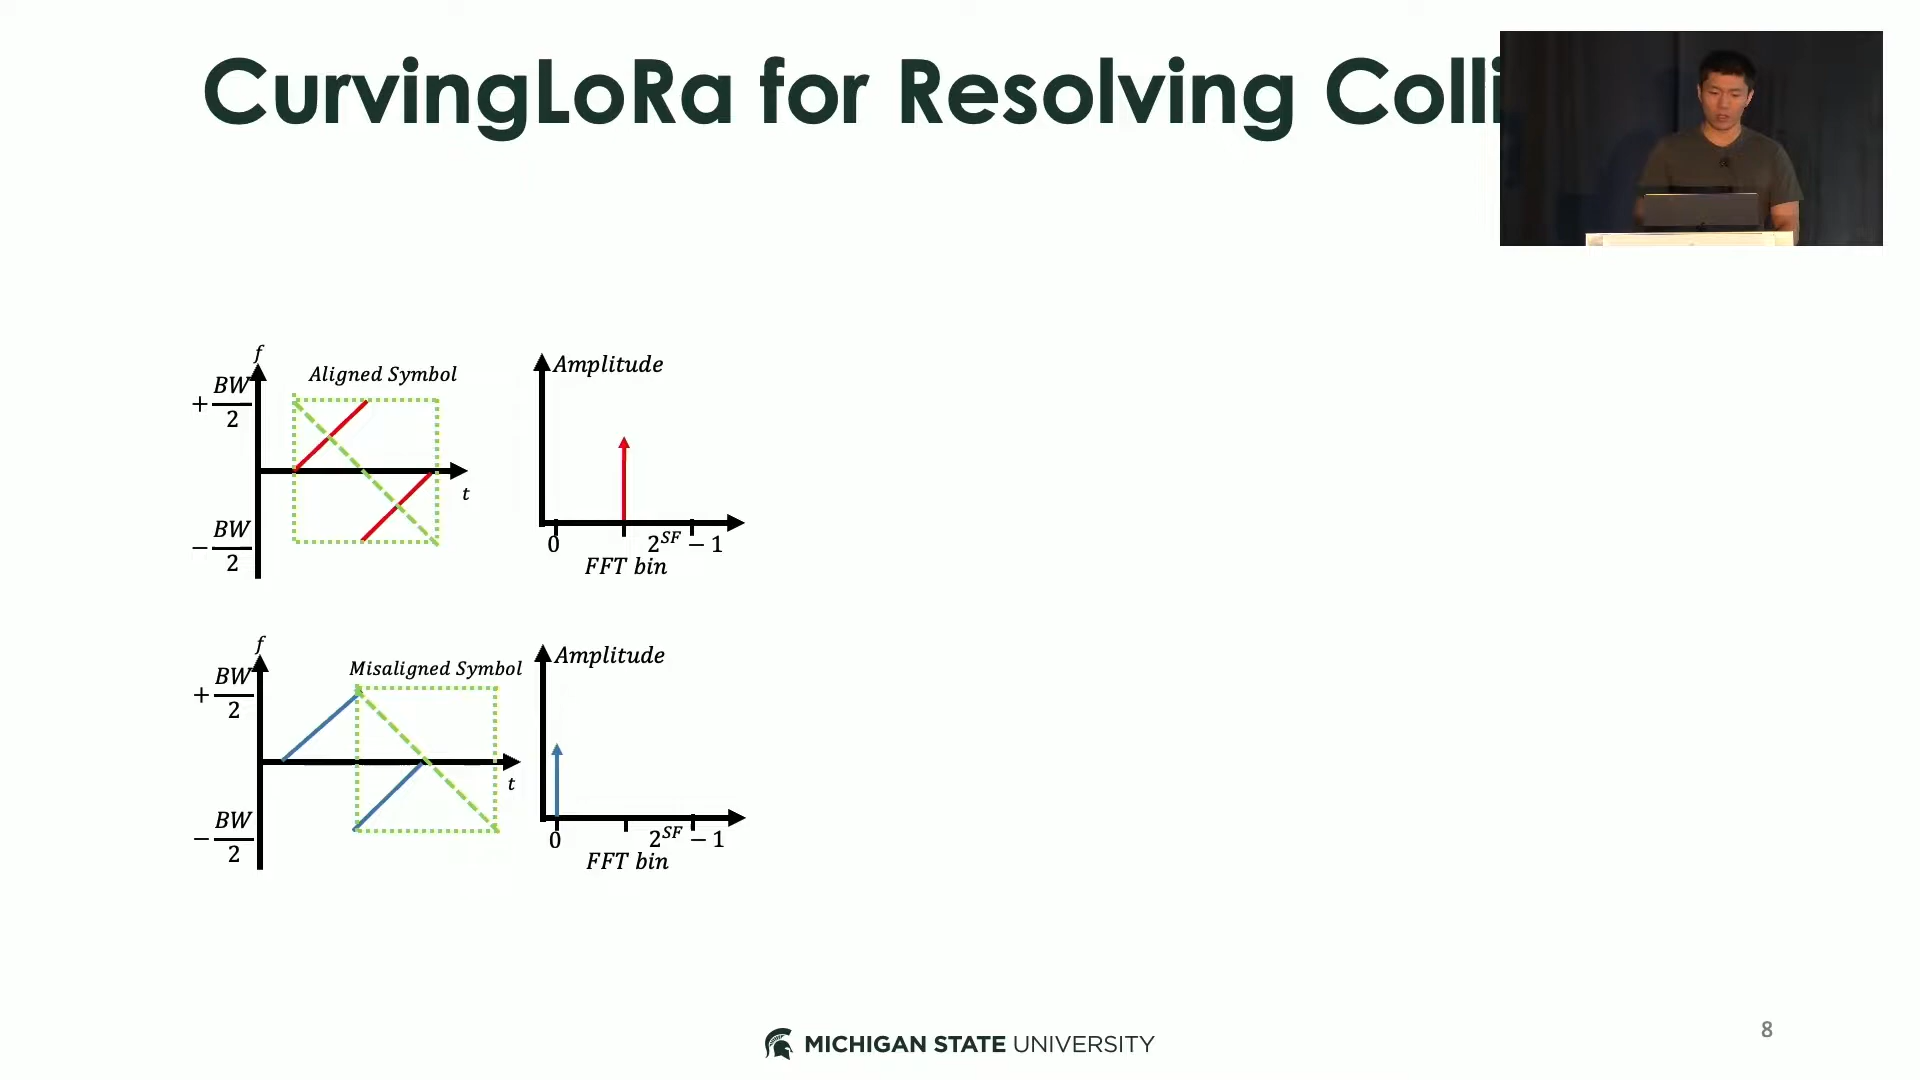 CurvingLoRa for Resolving Colli
f
+BW/2
Aligned Symbol
t
−BW/2
Amplitude
0
2^SF − 1
FFT bin
f
+BW/2
Misaligned Symbol
t
−BW/2
Amplitude
0
2^SF − 1
FFT bin
MICHIGAN STATE UNIVERSITY
8